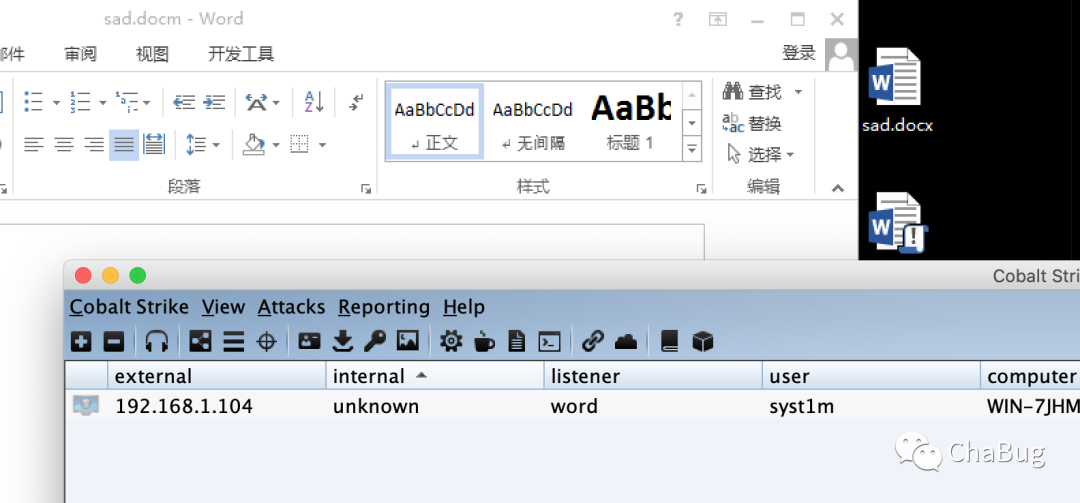 sad.docm - Word
邮件 审阅 视图 开发工具 登录
AaBbCcDd AaBbCcDd AaBb
正文 无间隔 标题 1
查找
替换
选择
段落 样式 编辑
sad.docx
Cobalt Stri
Cobalt Strike View Attacks Reporting Help
external internal listener user computer
192.168.1.104 unknown word syst1m WIN-7JHM
ChaBug